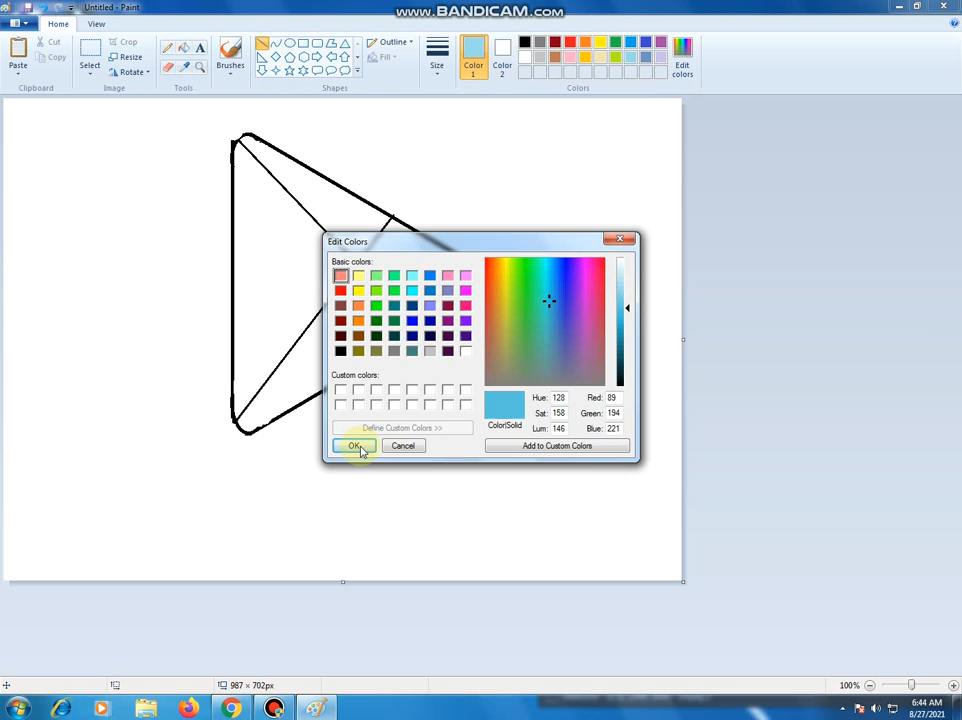 Untitled - Paint
www.BANDICAM.com
Home
View
Paste
Cut
Copy
Clipboard
Select
Crop
Resize
Rotate
Image
Tools
Brushes
Shapes
Outline
Fill
Size
Color 1
Color 2
Edit colors
Colors
Edit Colors
Basic colors:
Custom colors:
Define Custom Colors >>
OK
Cancel
Color|Solid
Hue: 128
Sat: 158
Lum: 146
Red: 89
Green: 194
Blue: 221
Add to Custom Colors
987 × 702px
100%
6:44 AM
8/27/2021